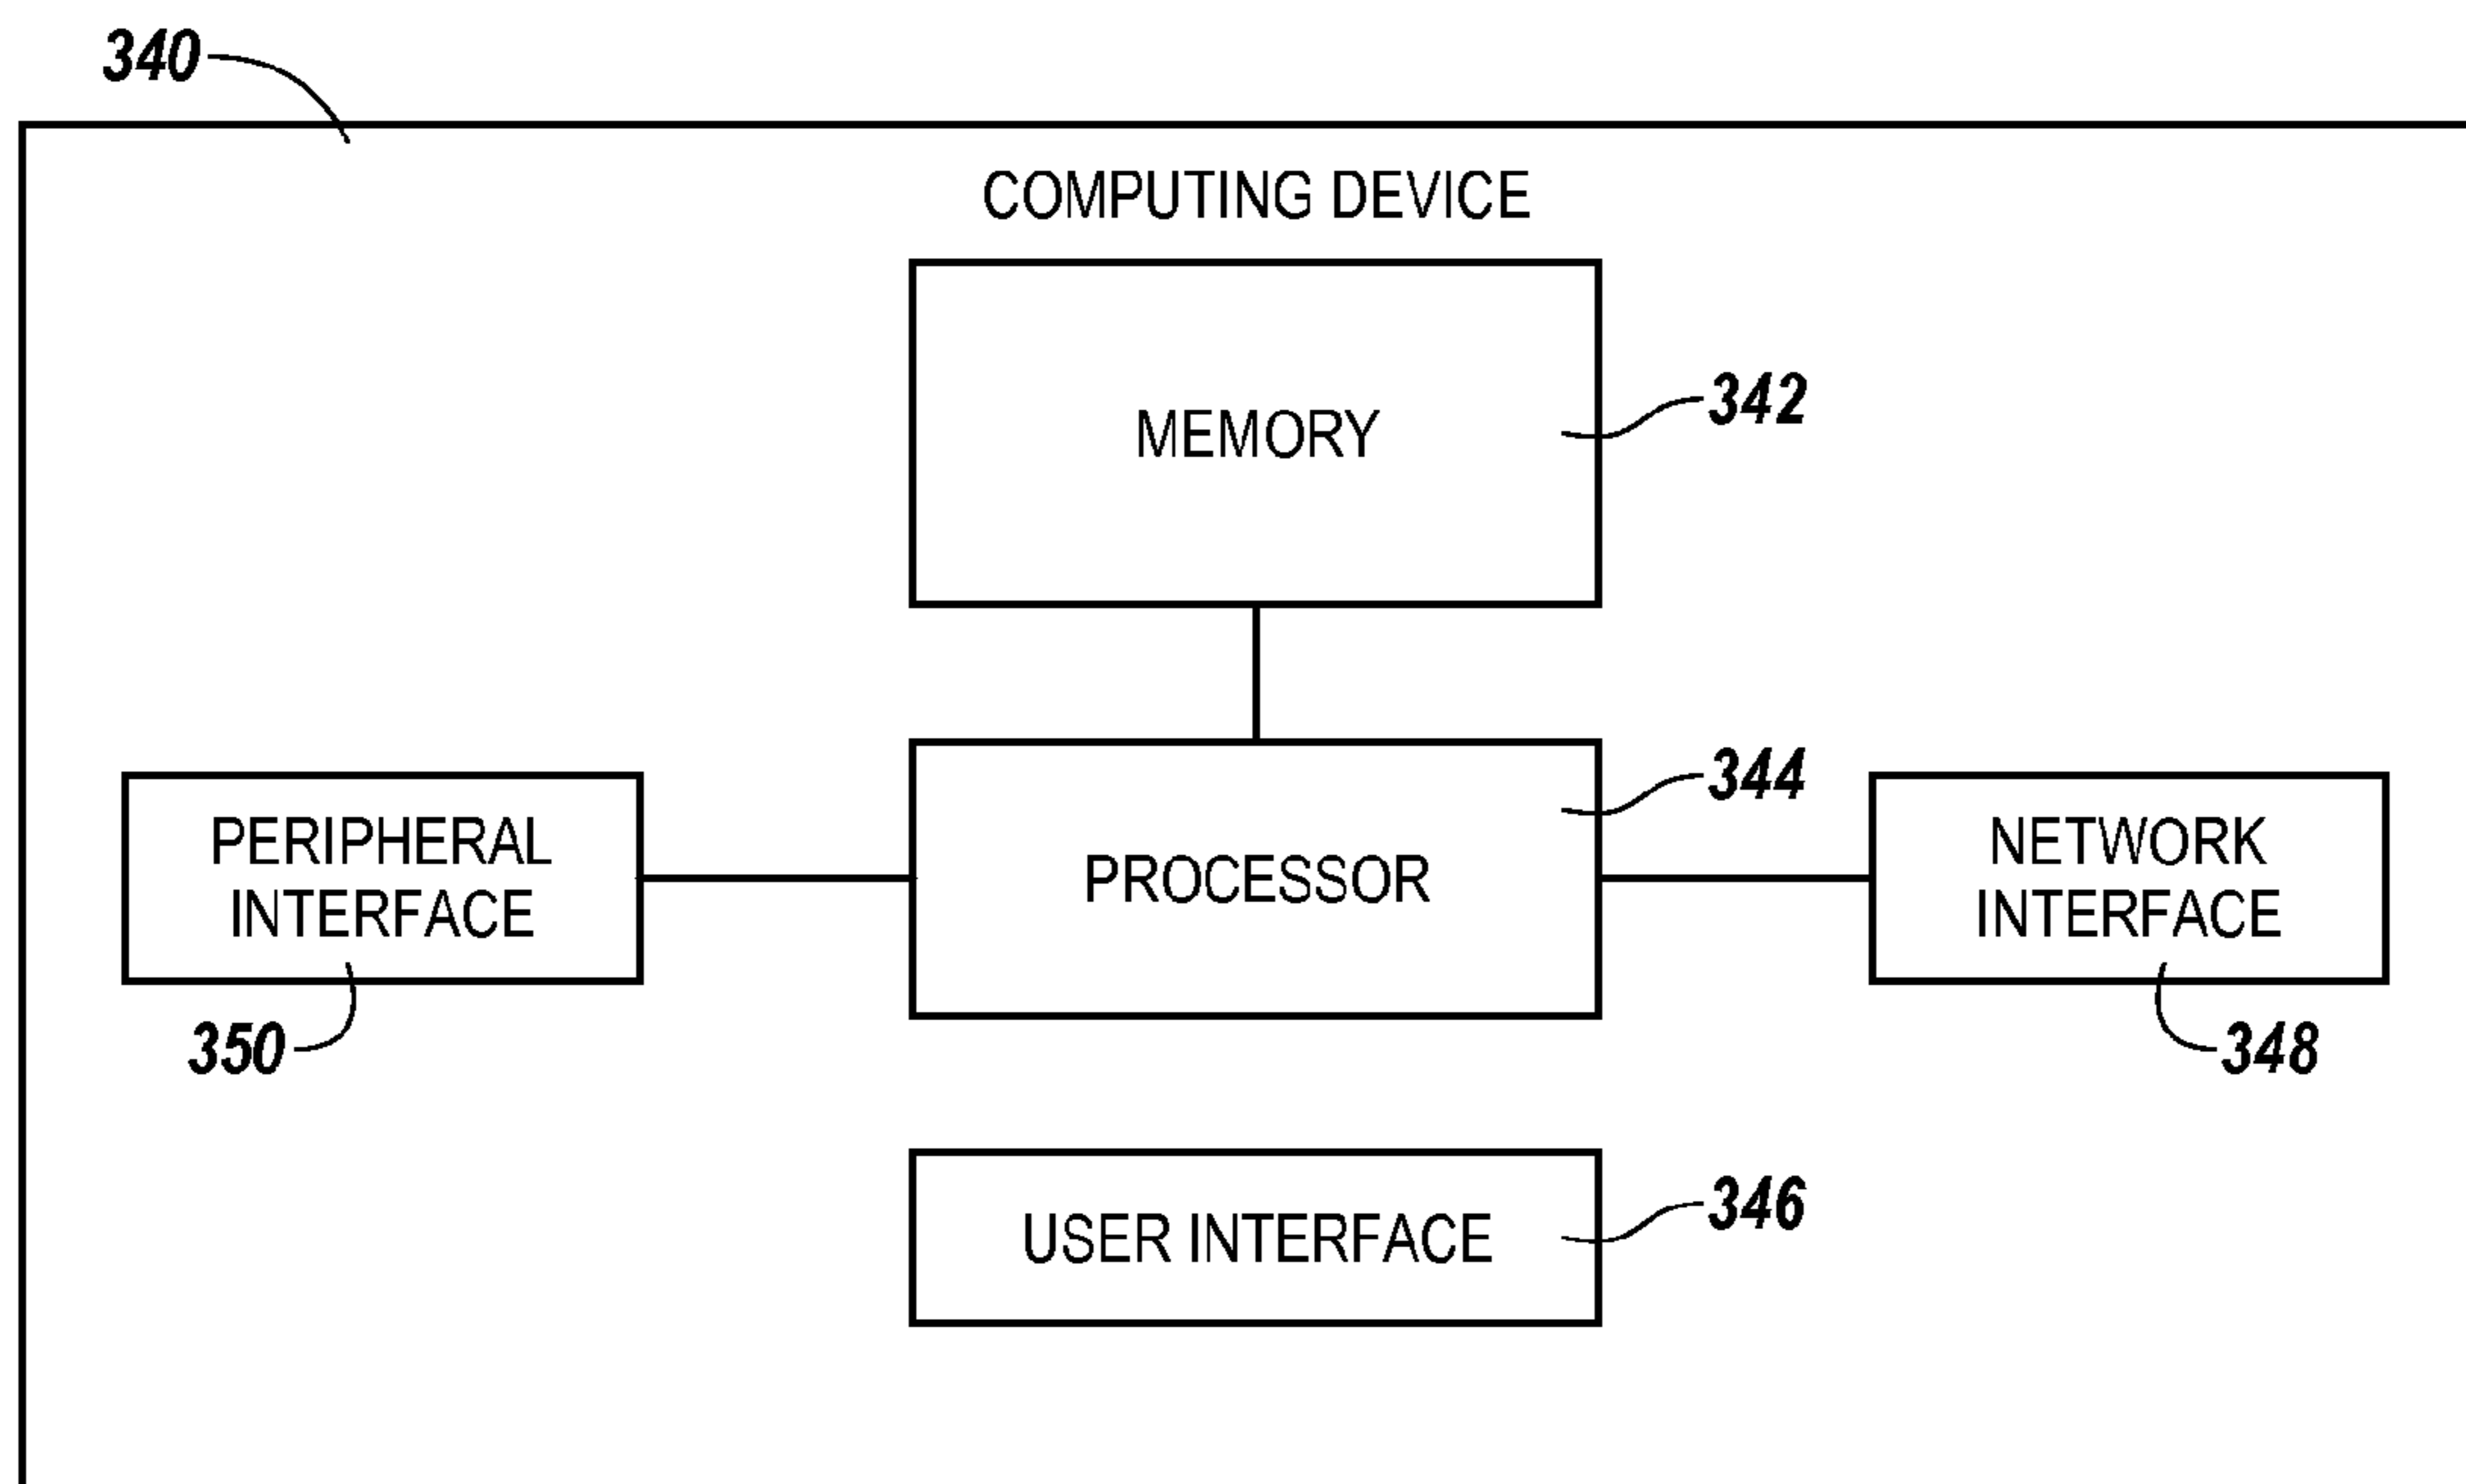 340
COMPUTING DEVICE
MEMORY
342
344
PERIPHERAL
INTERFACE
PROCESSOR
NETWORK
INTERFACE
350
348
USER INTERFACE
346